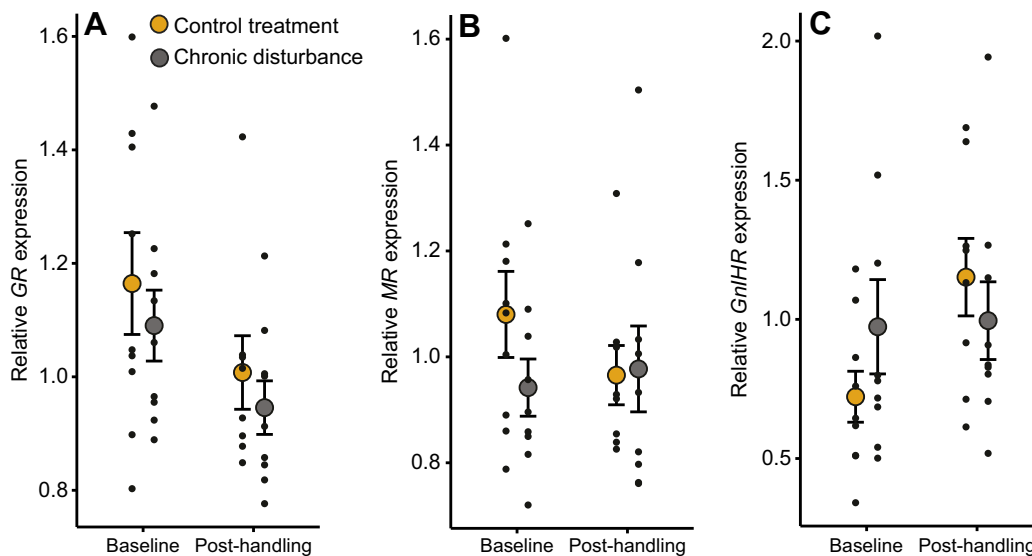 A
Control treatment
Chronic disturbance
Relative GR expression
1.6
1.4
1.2
1.0
0.8
Baseline Post-handling
B
Relative MR expression
1.6
1.4
1.2
1.0
0.8
Baseline Post-handling
C
Relative GnIHR expression
2.0
1.5
1.0
0.5
Baseline Post-handling